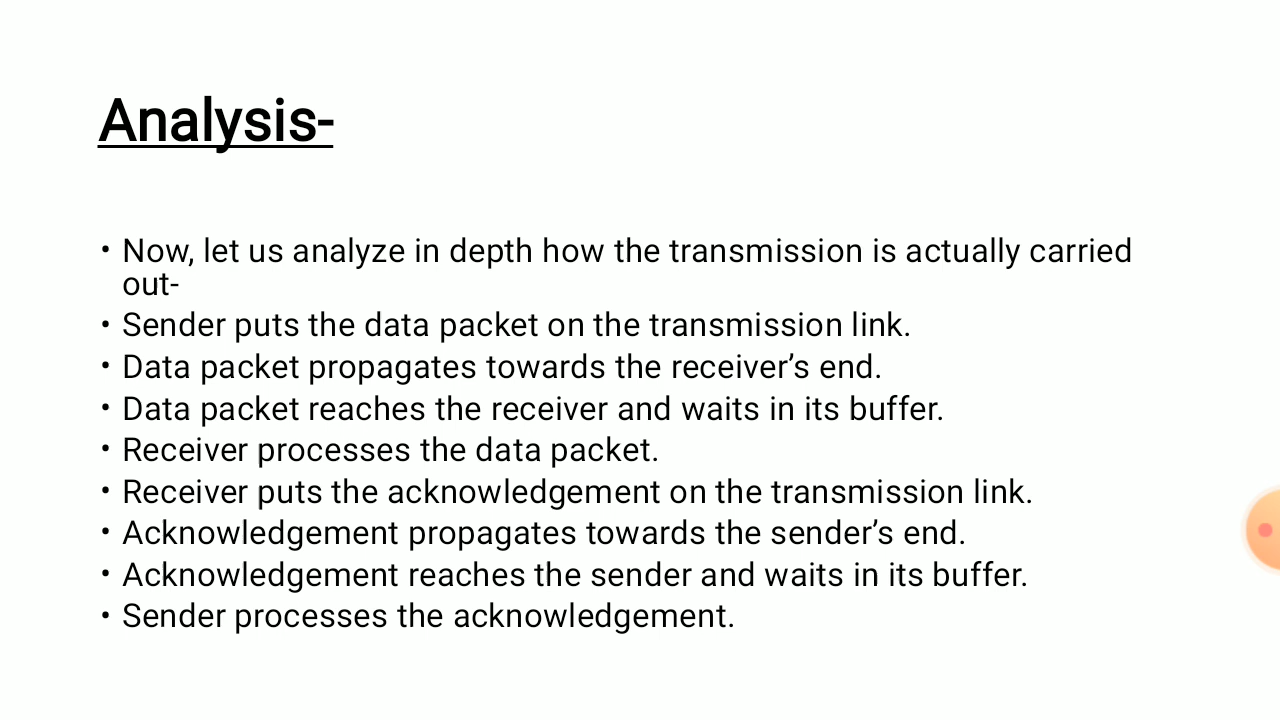 Analysis-
• Now, let us analyze in depth how the transmission is actually carried
out-
• Sender puts the data packet on the transmission link.
• Data packet propagates towards the receiver’s end.
• Data packet reaches the receiver and waits in its buffer.
• Receiver processes the data packet.
• Receiver puts the acknowledgement on the transmission link.
• Acknowledgement propagates towards the sender’s end.
• Acknowledgement reaches the sender and waits in its buffer.
• Sender processes the acknowledgement.